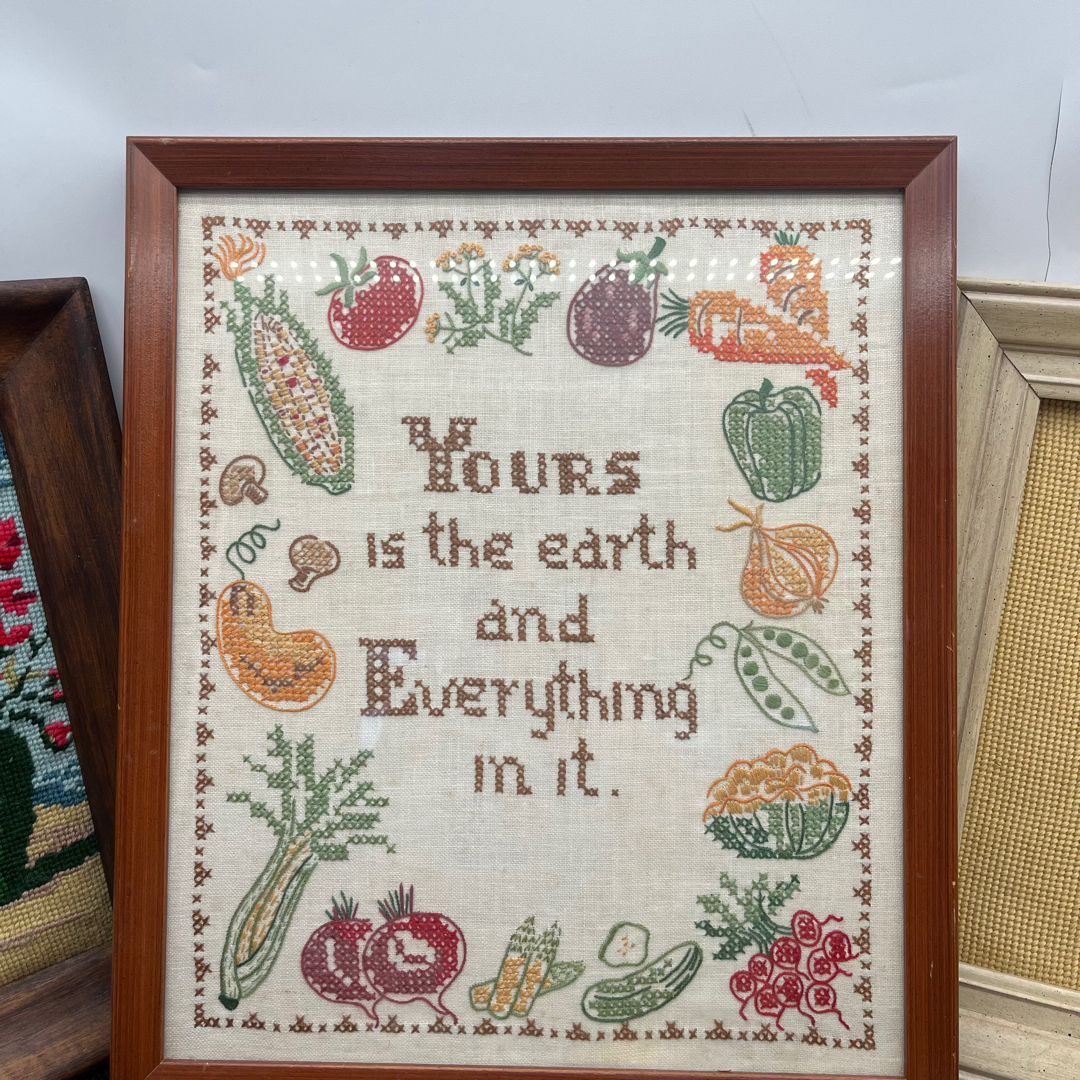 Yours
is the earth
and
Everything
in it.